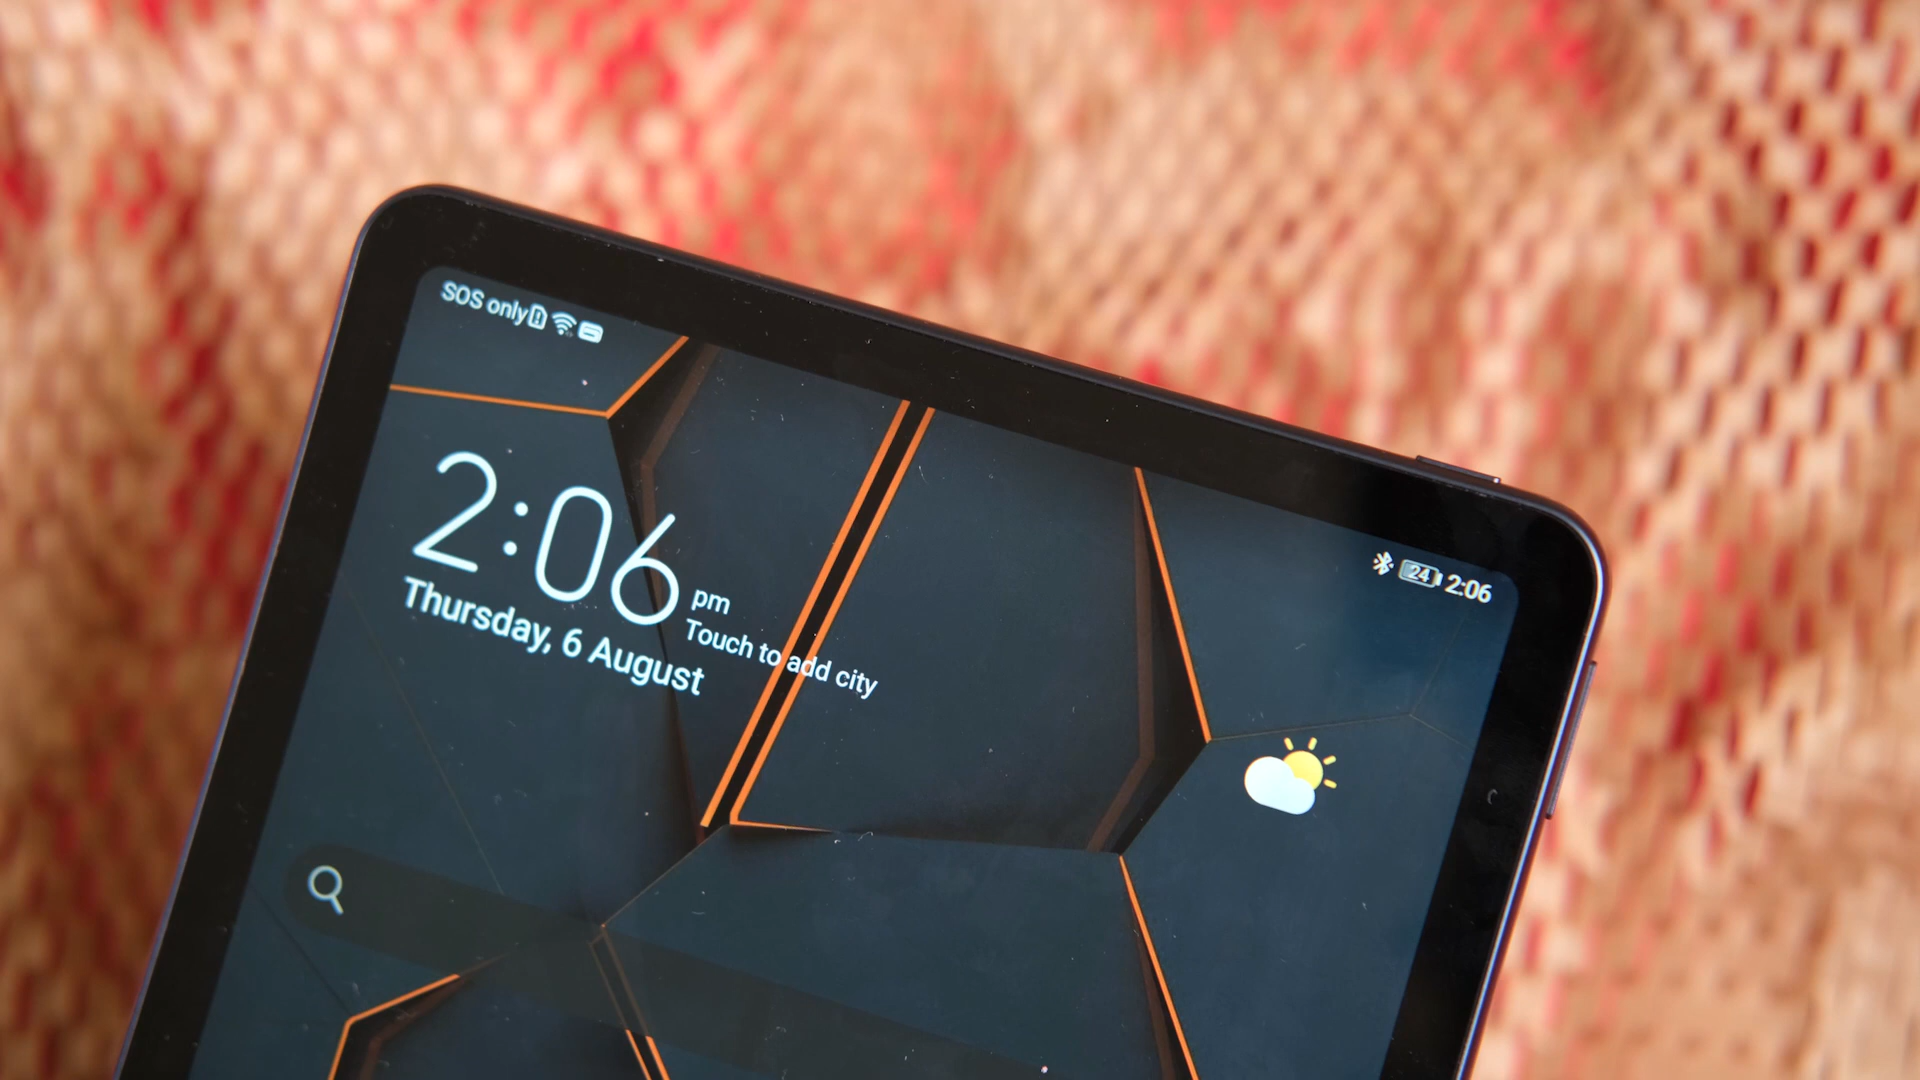 SOS only
24 2:06
2:06 pm
Touch to add city
Thursday, 6 August